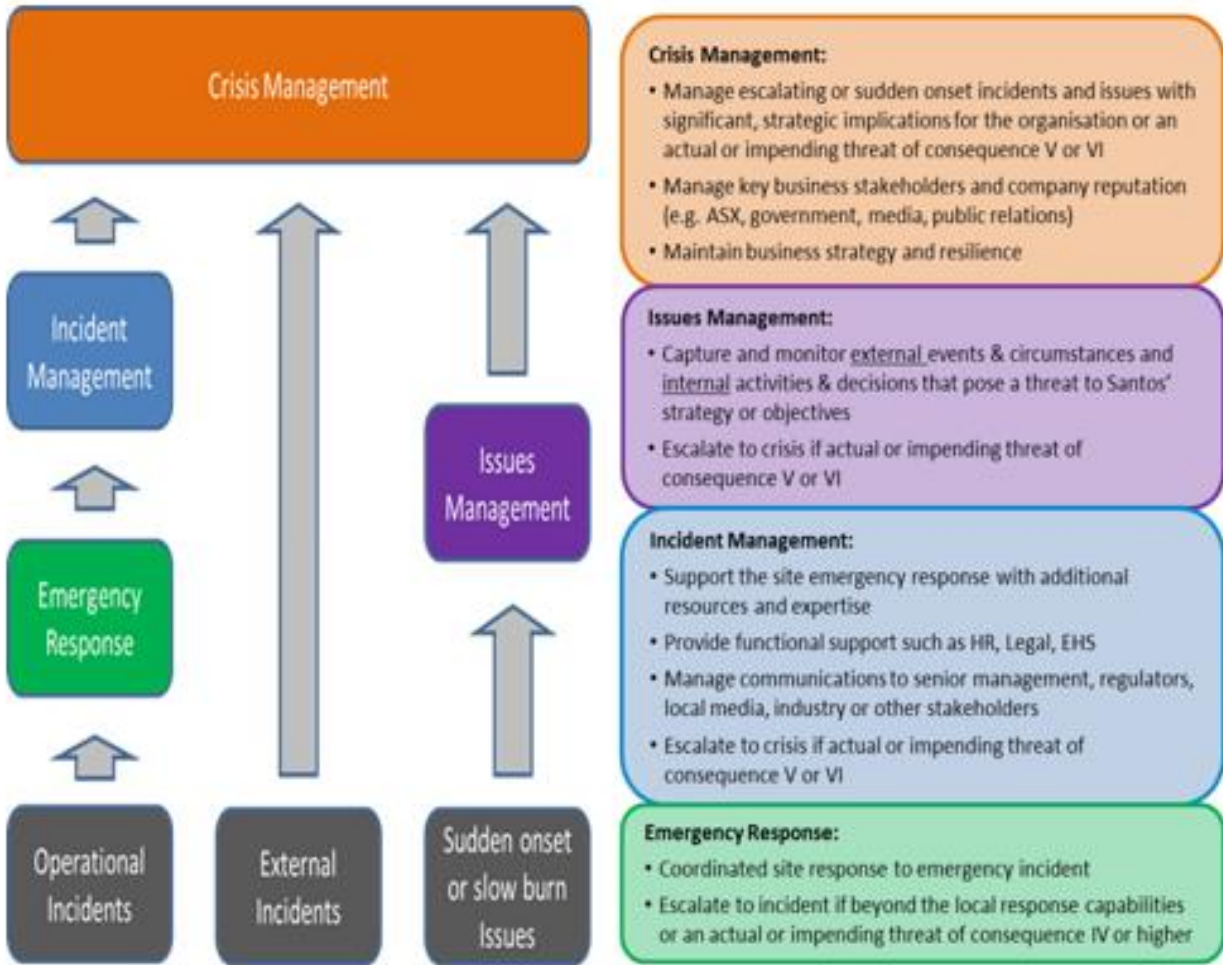 Crisis Management
Incident
Management
Emergency
Response
Issues
Management
Operational
Incidents
External
Incidents
Sudden onset
or slow burn
Issues
Crisis Management:
• Manage escalating or sudden onset incidents and issues with
significant, strategic implications for the organisation or an
actual or impending threat of consequence V or VI
• Manage key business stakeholders and company reputation
(e.g. ASX, government, media, public relations)
• Maintain business strategy and resilience
Issues Management:
• Capture and monitor external events & circumstances and
internal activities & decisions that pose a threat to Santos'
strategy or objectives
• Escalate to crisis if actual or impending threat of
consequence V or VI
Incident Management:
• Support the site emergency response with additional
resources and expertise
• Provide functional support such as HR, Legal, EHS
• Manage communications to senior management, regulators,
local media, industry or other stakeholders
• Escalate to crisis if actual or impending threat of
consequence V or VI
Emergency Response:
• Coordinated site response to emergency incident
• Escalate to incident if beyond the local response capabilities
or an actual or impending threat of consequence IV or higher